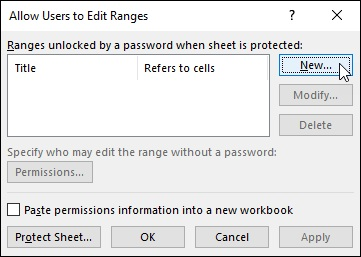 Allow Users to Edit Ranges ? ×
Ranges unlocked by a password when sheet is protected:
Title Refers to cells New...
Modify...
Delete
Specify who may edit the range without a password:
Permissions...
Paste permissions information into a new workbook
Protect Sheet... OK Cancel Apply